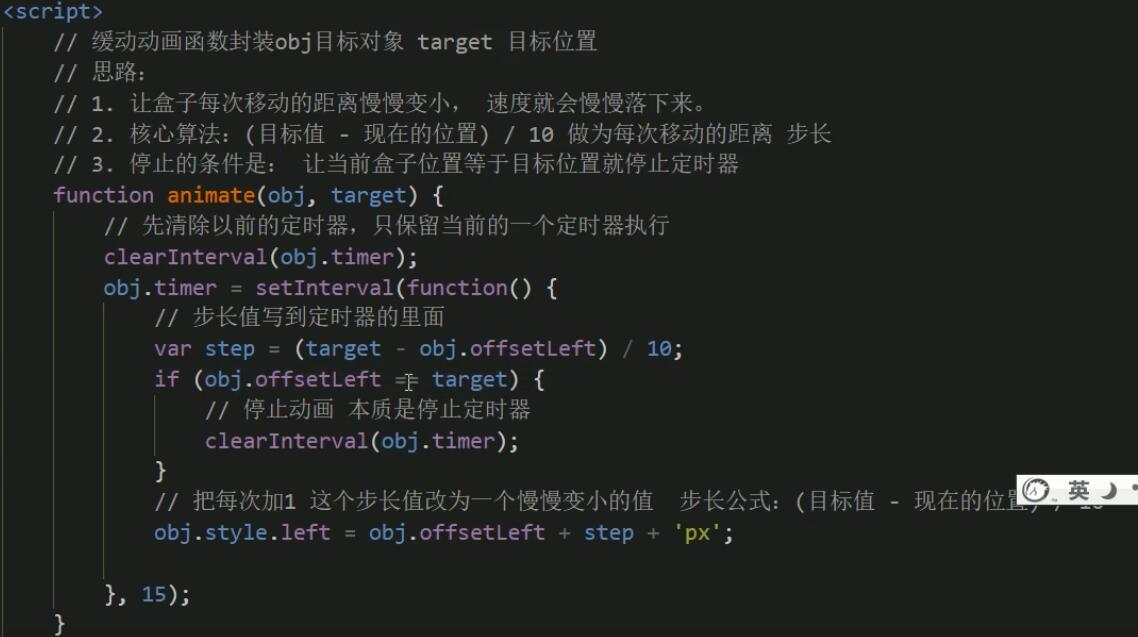 <script>
// 缓动动画函数封装obj目标对象 target 目标位置
// 思路：
// 1. 让盒子每次移动的距离慢慢变小， 速度就会慢慢落下来。
// 2. 核心算法：(目标值 - 现在的位置) / 10 做为每次移动的距离 步长
// 3. 停止的条件是： 让当前盒子位置等于目标位置就停止定时器
function animate(obj, target) {
// 先清除以前的定时器，只保留当前的一个定时器执行
clearInterval(obj.timer);
obj.timer = setInterval(function() {
// 步长值写到定时器的里面
var step = (target - obj.offsetLeft) / 10;
if (obj.offsetLeft == target) {
// 停止动画 本质是停止定时器
clearInterval(obj.timer);
}
// 把每次加1 这个步长值改为一个慢慢变小的值 步长公式：(目标值 - 现在的位置) / 10
英
obj.style.left = obj.offsetLeft + step + 'px';
}, 15);
}